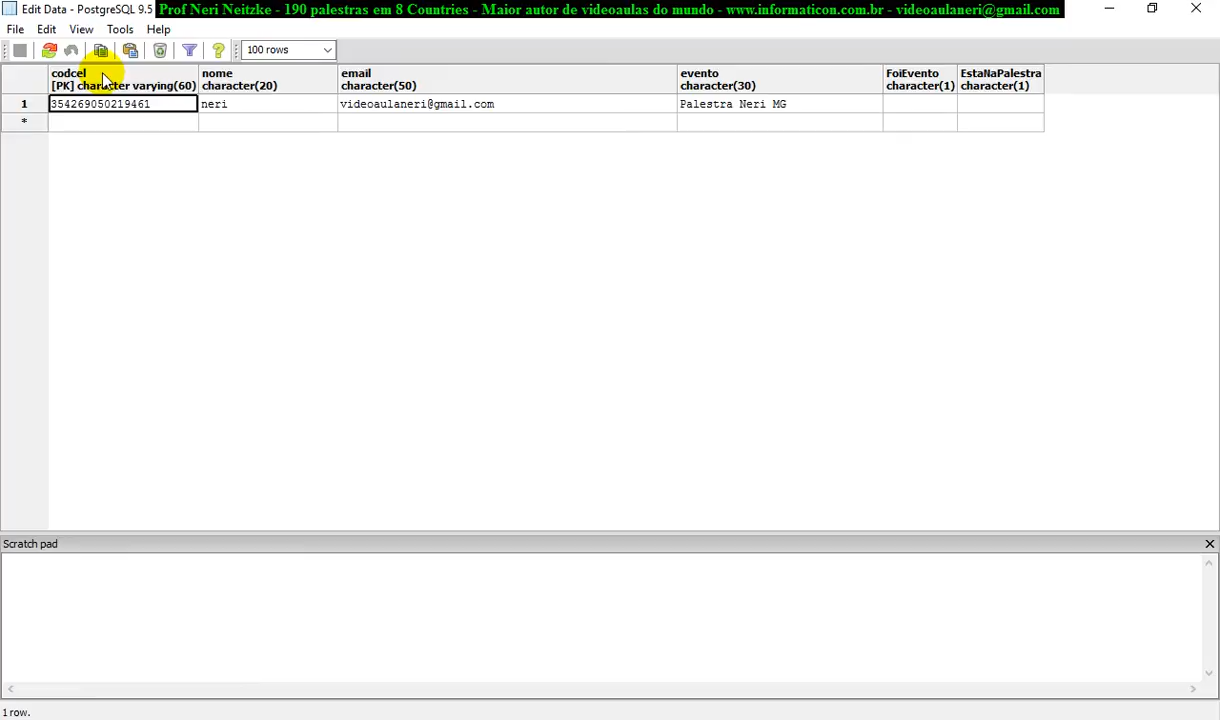 Edit Data - PostgreSQL 9.5 Prof Neri Neitzke - 190 palestras em 8 Countries - Maior autor de videoaulas do mundo - www.informaticon.com.br - videoaulaneri@gmail.com
File Edit View Tools Help
100 rows
codcel nome email evento FoiEvento EstaNaPalestra
[PK] character varying(60) character(20) character(50) character(30) character(1) character(1)
1 354269050219461 neri videoaulaneri@gmail.com Palestra Neri MG
*
Scratch pad
1 row.